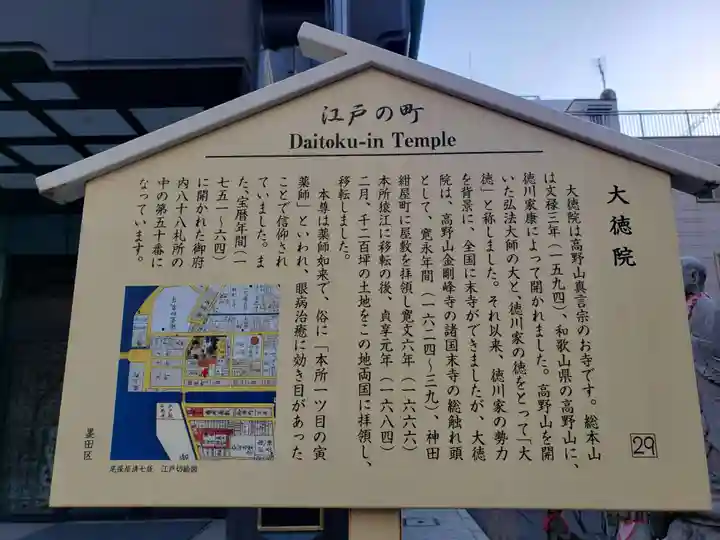 江戸の町
Daitoku-in Temple
大徳院
大徳院は高野山真言宗のお寺です。総本山
は文禄三年（一五九四）、和歌山県の高野山に、
徳川家康によって開かれました。高野山を開
いた弘法大師の大と、徳川家の徳をとって「大
徳」と称しました。それ以来、徳川家の勢力
を背景に、全国に末寺ができましたが、大徳
院は、高野山金剛峰寺の諸国末寺の総触れ頭
として、寛永年間（一六二四～三九）、神田
紺屋町に屋敷を拝領し寛文六年（一六六六）
本所猿江に移転の後、貞享元年（一六八四）
二月、千二百坪の土地をこの地両国に拝領し、
移転しました。
本尊は薬師如来で、俗に「本所一ツ目の寅
薬師」といわれ、眼病治癒に効き目があった
ことで信仰され
ていました。ま
た、宝暦年間（一
七五一～六四）
に開かれた御府
内八十八札所の
中の第五十番に
なっています。
29
尾張屋清七版 江戸切絵図
墨田区